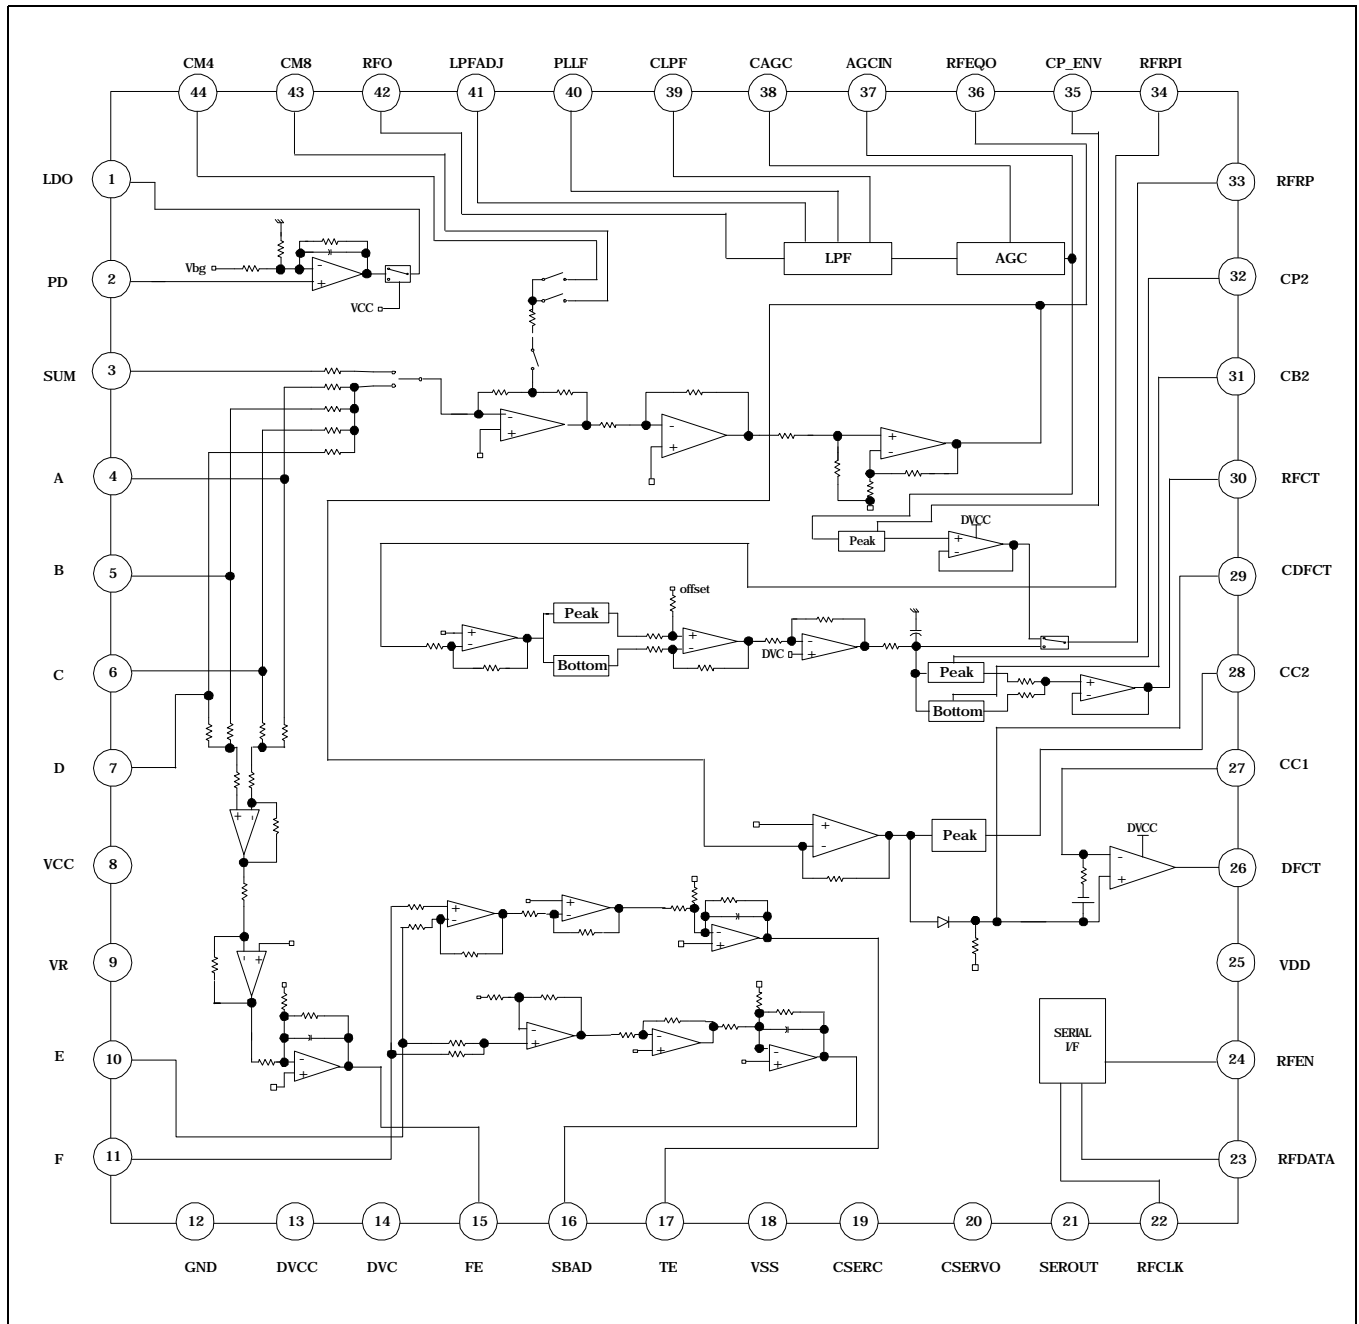 CM4 CM8 RFO LPFADJ PLLF CLPF CAGC AGCIN RFEQO CP_ENV RFRPI
44 43 42 41 40 39 38 37 36 35 34
LDO 1
33 RFRP
Vbg
-
+
LPF
AGC
PD 2
32 CP2
VCC
SUM 3
31 CB2
-
+
-
+
+
-
A 4
30 RFCT
DVCC
Peak
+
-
B 5
29 CDFCT
offset
Peak
+
-
+
-
-
+
DVC
Bottom
C 6
Peak
28 CC2
+
-
Bottom
D 7
27 CC1
+ -
+
-
Peak
DVCC
-
+
VCC 8
26 DFCT
+
-
+
-
-
+
VR 9
- +
25 VDD
SERIAL
I/F
-
+
-
+
-
+
-
+
E 10
24 RFEN
F 11
23 RFDATA
12 13 14 15 16 17 18 19 20 21 22
GND DVCC DVC FE SBAD TE VSS CSERC CSERVO SEROUT RFCLK